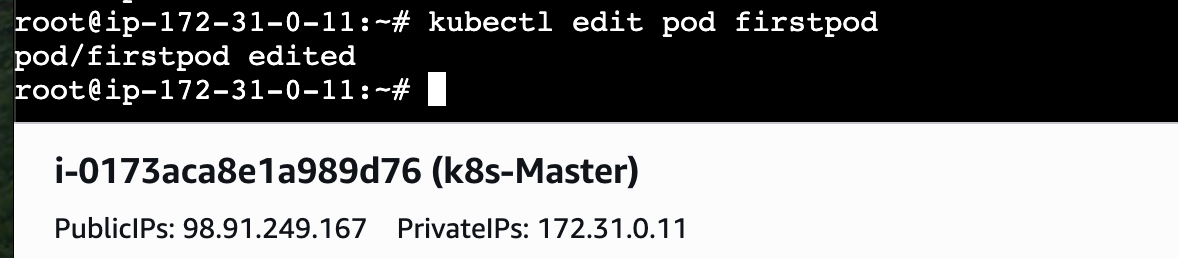 root@ip-172-31-0-11:~# kubectl edit pod firstpod
pod/firstpod edited
root@ip-172-31-0-11:~#
i-0173aca8e1a989d76 (k8s-Master)
PublicIPs: 98.91.249.167 PrivateIPs: 172.31.0.11